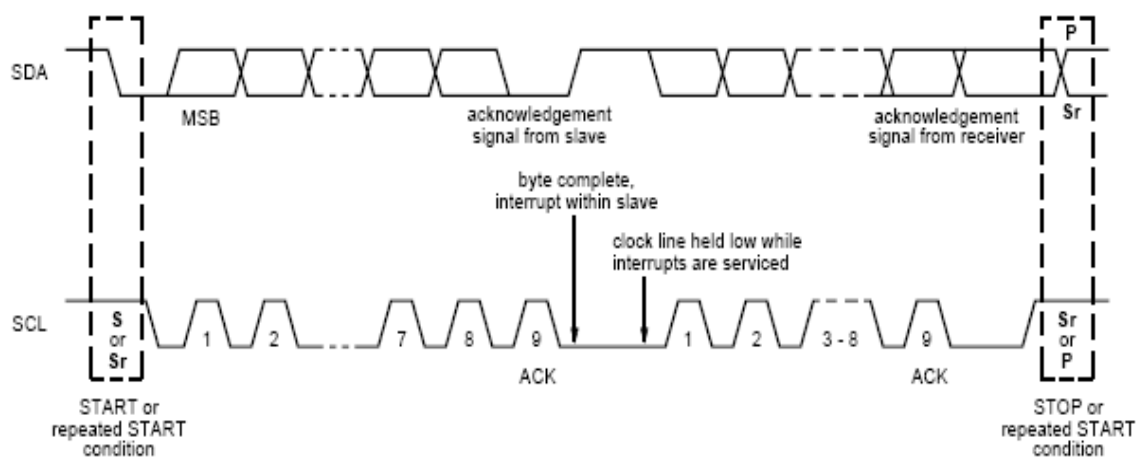 P
SDA
MSB
acknowledgement
signal from slave
acknowledgement
signal from receiver
Sr
byte complete,
interrupt within slave
clock line held low while
interrupts are serviced
SCL
S
or
Sr
1
2
7
8
9
1
2
3 - 8
9
Sr
or
P
ACK
ACK
START or
repeated START
condition
STOP or
repeated START
condition